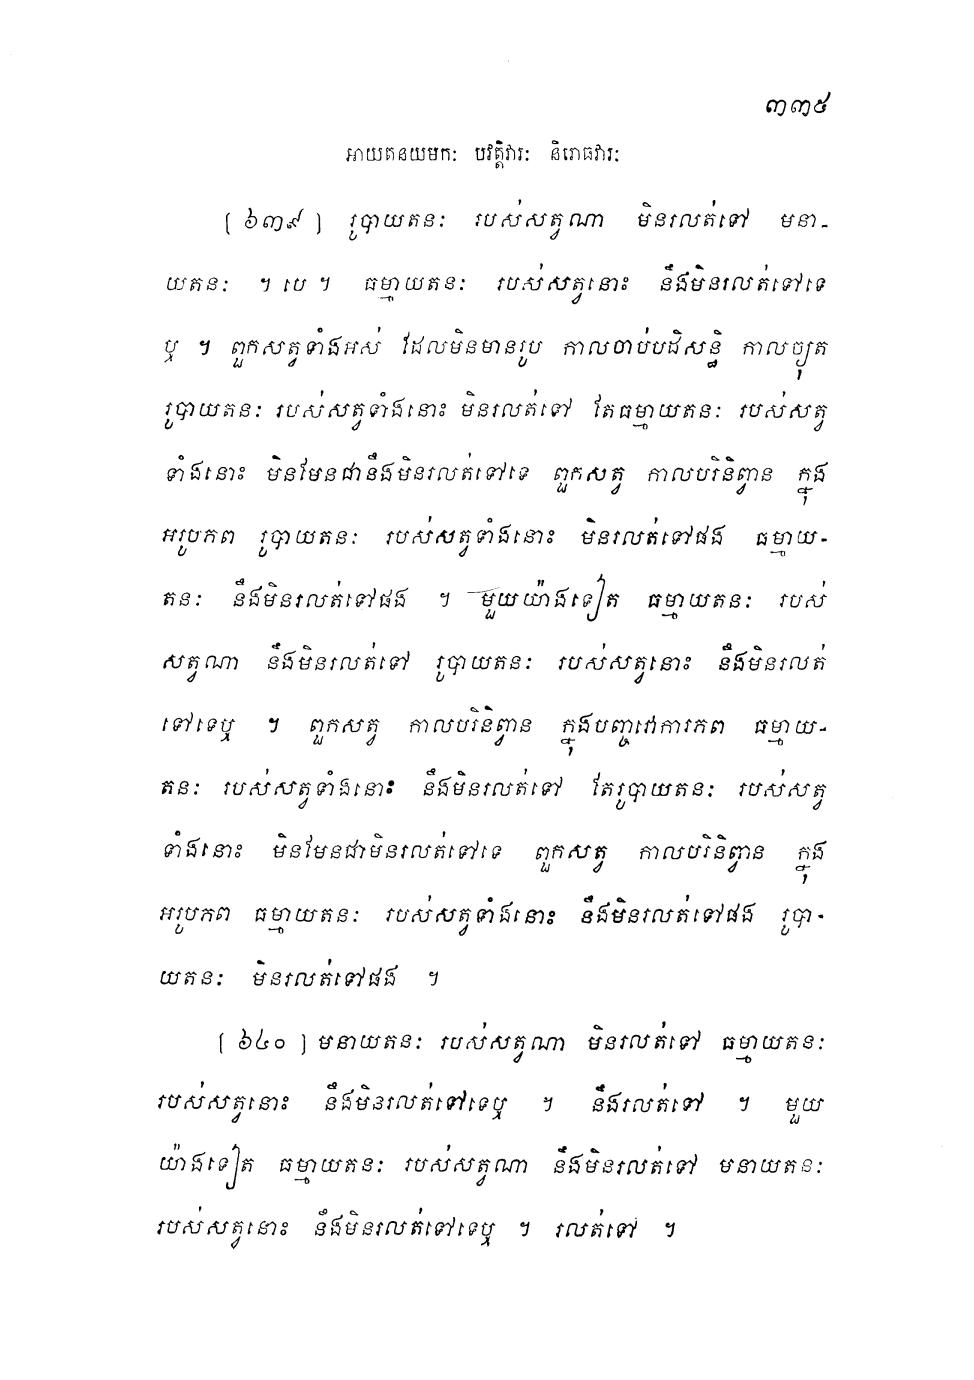 ៣៣៥
អាយតនយមកៈ បវត្តិវារៈ និរោធវារៈ
[ ៦៣៩ ] រូបាយតនៈ របស់សត្វណា មិនរលត់ទៅ មនា-
យតនៈ ។ បេ ។ ធម្មាយតនៈ របស់សត្វនោះ នឹងមិនរលត់ទៅទេ
ឬ ។ ពួកសត្វទាំងអស់ ដែលមិនមានរូប កាលចាប់បដិសន្ធិ កាលច្យុត
រូបាយតនៈ របស់សត្វទាំងនោះ មិនរលត់ទៅ តែធម្មាយតនៈ របស់សត្វ
ទាំងនោះ មិនមែនជានឹងមិនរលត់ទៅទេ ពួកសត្វ កាលបរិនិព្វាន ក្នុង
អរូបភព រូបាយតនៈ របស់សត្វទាំងនោះ មិនរលត់ទៅផង ធម្មាយ-
តនៈ នឹងមិនរលត់ទៅផង ។ មួយយ៉ាងទៀត ធម្មាយតនៈ របស់
សត្វណា នឹងមិនរលត់ទៅ រូបាយតនៈ របស់សត្វនោះ នឹងមិនរលត់
ទៅទេឬ ។ ពួកសត្វ កាលបរិនិព្វាន ក្នុងបញ្ចវោការភព ធម្មាយ-
តនៈ របស់សត្វទាំងនោះ នឹងមិនរលត់ទៅ តែរូបាយតនៈ របស់សត្វ
ទាំងនោះ មិនមែនជាមិនរលត់ទៅទេ ពួកសត្វ កាលបរិនិព្វាន ក្នុង
អរូបភព ធម្មាយតនៈ របស់សត្វទាំងនោះ នឹងមិនរលត់ទៅផង រូបា-
យតនៈ មិនរលត់ទៅផង ។
[ ៦៤០ ] មនាយតនៈ របស់សត្វណា មិនរលត់ទៅ ធម្មាយតនៈ
របស់សត្វនោះ នឹងមិនរលត់ទៅទេឬ ។ នឹងរលត់ទៅ ។ មួយ
យ៉ាងទៀត ធម្មាយតនៈ របស់សត្វណា នឹងមិនរលត់ទៅ មនាយតនៈ
របស់សត្វនោះ នឹងមិនរលត់ទៅទេឬ ។ រលត់ទៅ ។